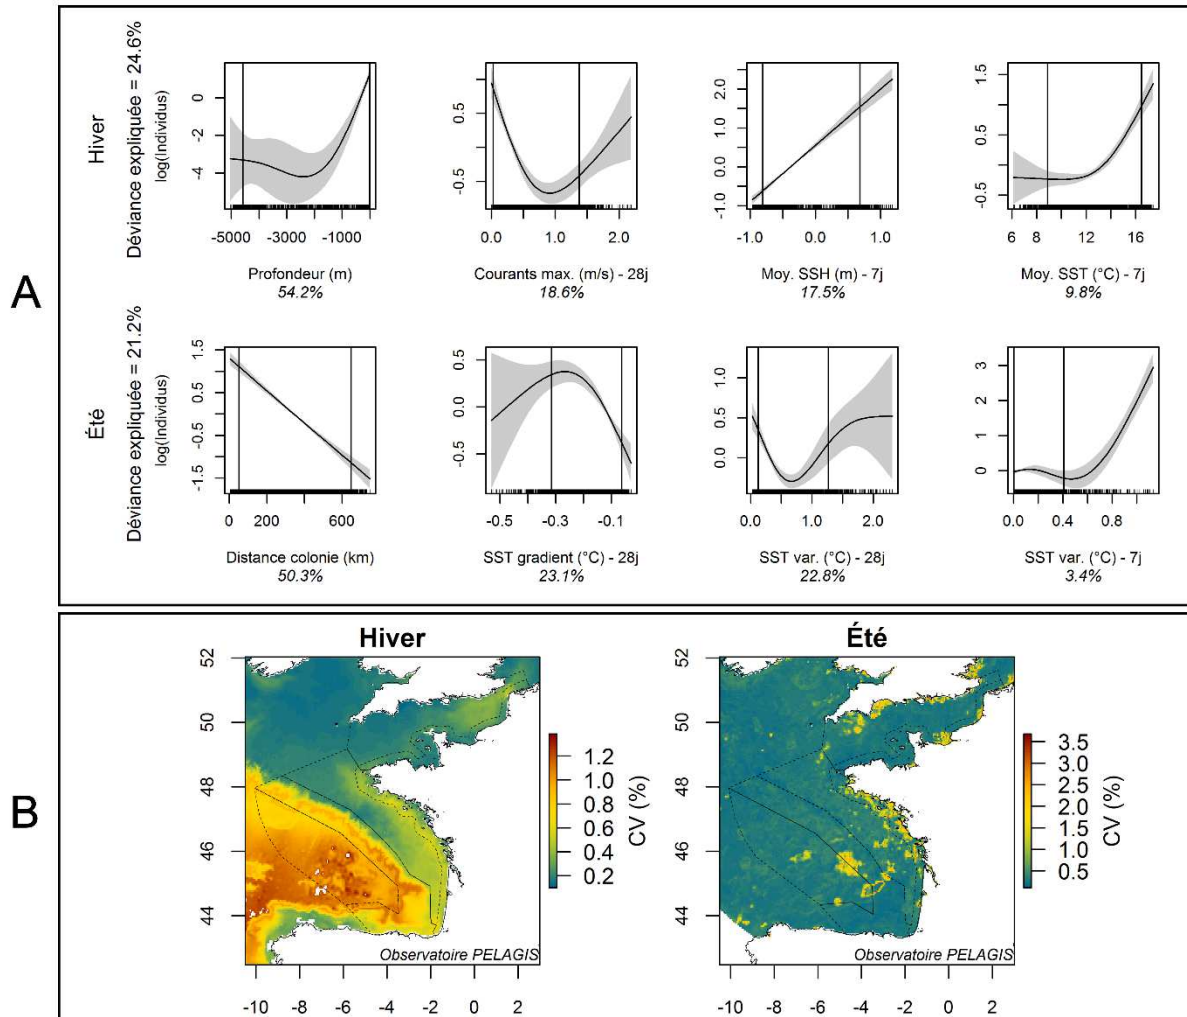 A
Hiver
Déviance expliquée = 24.6%
log(Individus)
0
-2
-4
-5000 -3000 -1000
Profondeur (m)
54.2%
0.5
-0.5
0.0 1.0 2.0
Courants max. (m/s) - 28j
18.6%
2.0
1.0
0.0
-1.0
-1.0 0.0 1.0
Moy. SSH (m) - 7j
17.5%
1.5
0.5
-0.5
6 8 12 16
Moy. SST (°C) - 7j
9.8%
Été
Déviance expliquée = 21.2%
log(Individus)
1.5
0.5
-0.5
-1.5
0 200 600
Distance colonie (km)
50.3%
0.5
0.0
-0.5
-0.5 -0.3 -0.1
SST gradient (°C) - 28j
23.1%
1.0
0.5
0.0
0.0 1.0 2.0
SST var. (°C) - 28j
22.8%
3
2
1
0
0.0 0.4 0.8
SST var. (°C) - 7j
3.4%
B
Hiver
52
50
48
46
44
-10 -8 -6 -4 -2 0 2
Observatoire PELAGIS
1.2
1.0
0.8
0.6
0.4
0.2
CV (%)
Été
52
50
48
46
44
-10 -8 -6 -4 -2 0 2
Observatoire PELAGIS
3.5
3.0
2.5
2.0
1.5
1.0
0.5
CV (%)